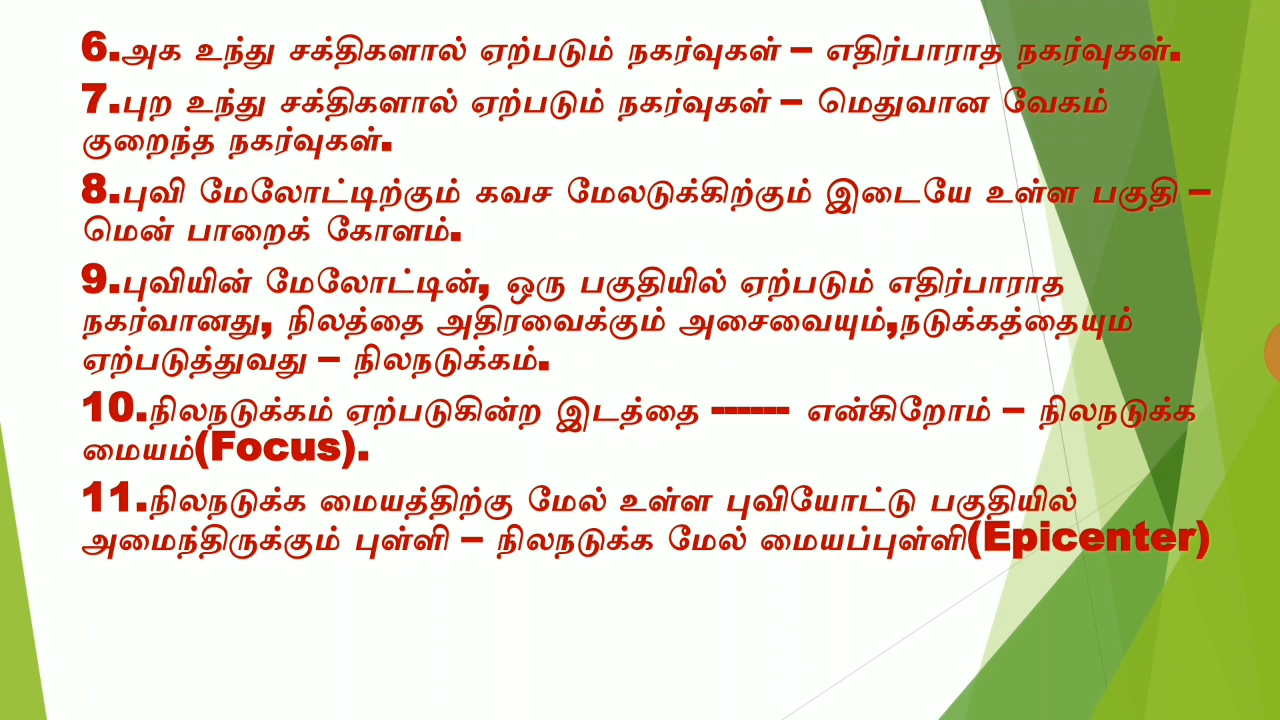 6.அக உந்து சக்திகளால் ஏற்படும் நகர்வுகள் – எதிர்பாராத நகர்வுகள்.
7.புற உந்து சக்திகளால் ஏற்படும் நகர்வுகள் – மெதுவான வேகம்
குறைந்த நகர்வுகள்.
8.புவி மேலோட்டிற்கும் கவச மேலடுக்கிற்கும் இடையே உள்ள பகுதி –
மென் பாறைக் கோளம்.
9.புவியின் மேலோட்டின், ஒரு பகுதியில் ஏற்படும் எதிர்பாராத
நகர்வானது, நிலத்தை அதிரவைக்கும் அசைவையும்,நடுக்கத்தையும்
ஏற்படுத்துவது – நிலநடுக்கம்.
10.நிலநடுக்கம் ஏற்படுகின்ற இடத்தை ------ என்கிறோம் – நிலநடுக்க
மையம்(Focus).
11.நிலநடுக்க மையத்திற்கு மேல் உள்ள புவியோட்டு பகுதியில்
அமைந்திருக்கும் புள்ளி – நிலநடுக்க மேல் மையப்புள்ளி(Epicenter)